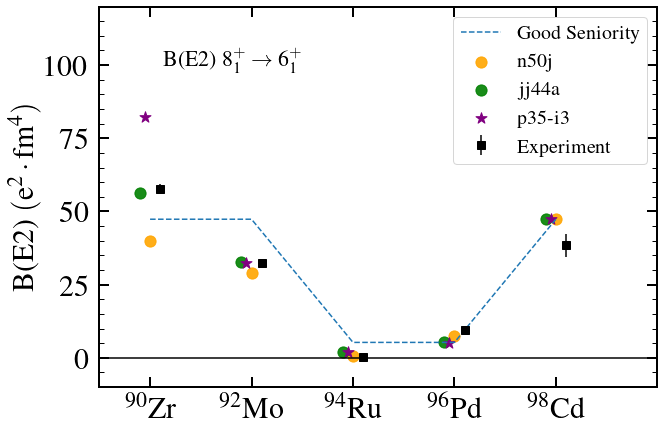 B(E2) 8₁⁺ → 6₁⁺
Good Seniority
n50j
jj44a
p35-i3
Experiment
B(E2) (e² · fm⁴)
100
75
50
25
0
⁹⁰Zr ⁹²Mo ⁹⁴Ru ⁹⁶Pd ⁹⁸Cd